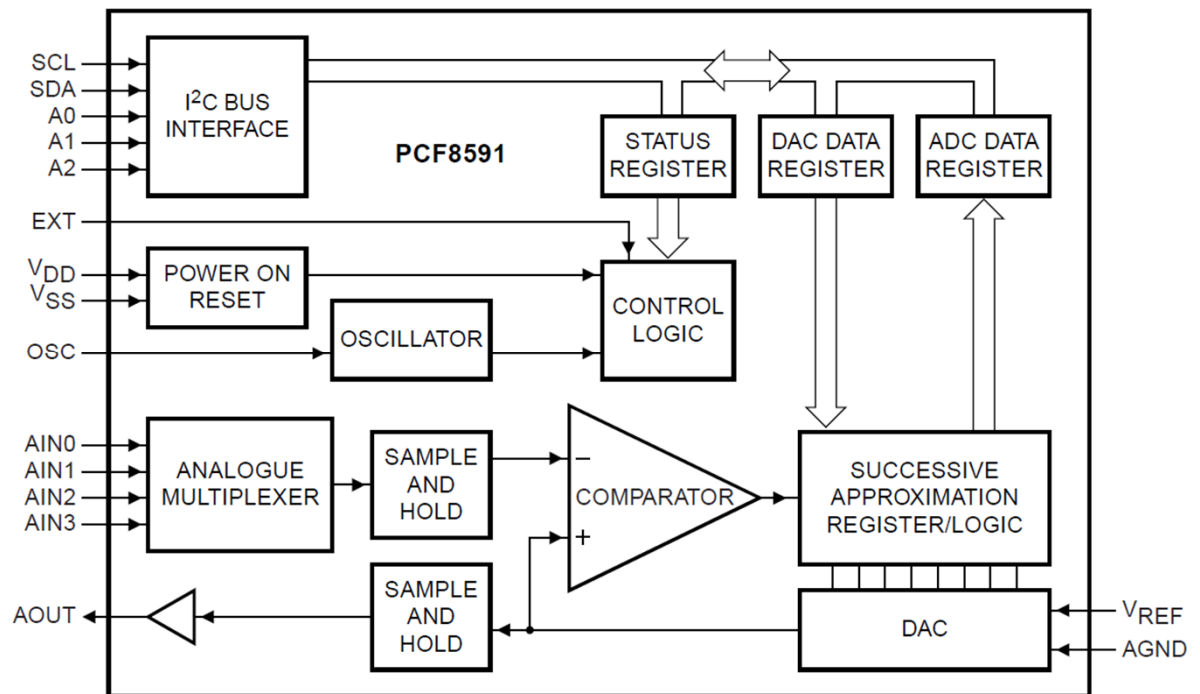 SCL
SDA
A0
A1
A2
I²C BUS
INTERFACE
PCF8591
STATUS
REGISTER
DAC DATA
REGISTER
ADC DATA
REGISTER
EXT
VDD
VSS
POWER ON
RESET
OSC
OSCILLATOR
CONTROL
LOGIC
AIN0
AIN1
AIN2
AIN3
ANALOGUE
MULTIPLEXER
SAMPLE
AND
HOLD
−
COMPARATOR
+
SUCCESSIVE
APPROXIMATION
REGISTER/LOGIC
AOUT
SAMPLE
AND
HOLD
DAC
VREF
AGND